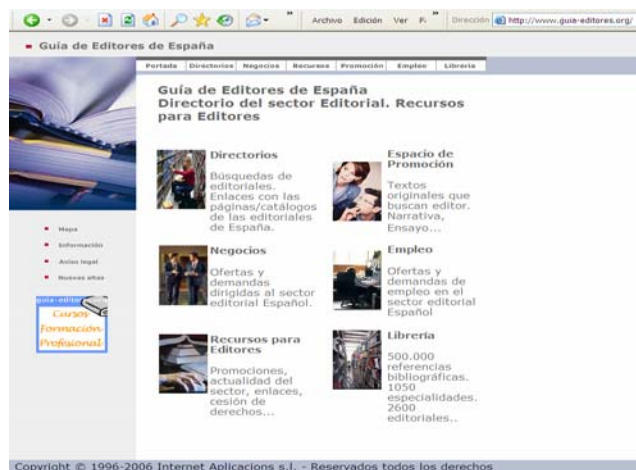 Archivo Edición Ver Dirección http://www.guia-editores.org/
Guía de Editores de España
Portada Directorios Negocios Recursos Promoción Empleo Librería
Guía de Editores de España
Directorio del sector Editorial. Recursos
para Editores
Directorios
Búsquedas de
editoriales.
Enlaces con las
páginas/catálogos
de las editoriales
de España.
Espacio de
Promoción
Textos
originales que
buscan editor.
Narrativa,
Ensayo...
Mapa
Información
Aviso legal
Nuevas altas
Negocios
Ofertas y
demandas
dirigidas al sector
editorial Español.
Empleo
Ofertas y
demandas de
empleo en el
sector editorial
Español
guia-editor
Cursos
Formación
Profesional
Recursos para
Editores
Promociones,
actualidad del
sector, enlaces,
cesión de
derechos...
Librería
500.000
referencias
bibliográficas.
1050
especialidades.
2600
editoriales..
Copyright © 1996-2006 Internet Aplicacions s.l. - Reservados todos los derechos